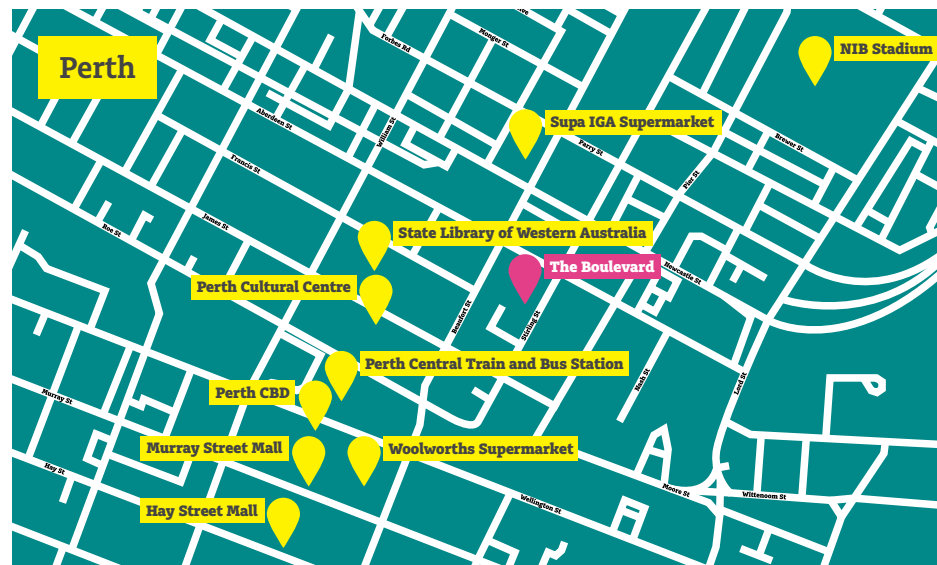 ve
Monger St
Forbes Rd
Perth
NIB Stadium
Aberdeen St
William St
Supa IGA Supermarket
Parry St
Brewer St
Francis St
Pier St
James St
Roe St
State Library of Western Australia
The Boulevard
Newcastle St
Perth Cultural Centre
Beaufort St
Stirling St
Perth Central Train and Bus Station
Nash St
Lord St
Perth CBD
Murray St
Murray Street Mall
Woolworths Supermarket
Hay St
Moore St
Wittenoom St
Wellington St
Hay Street Mall